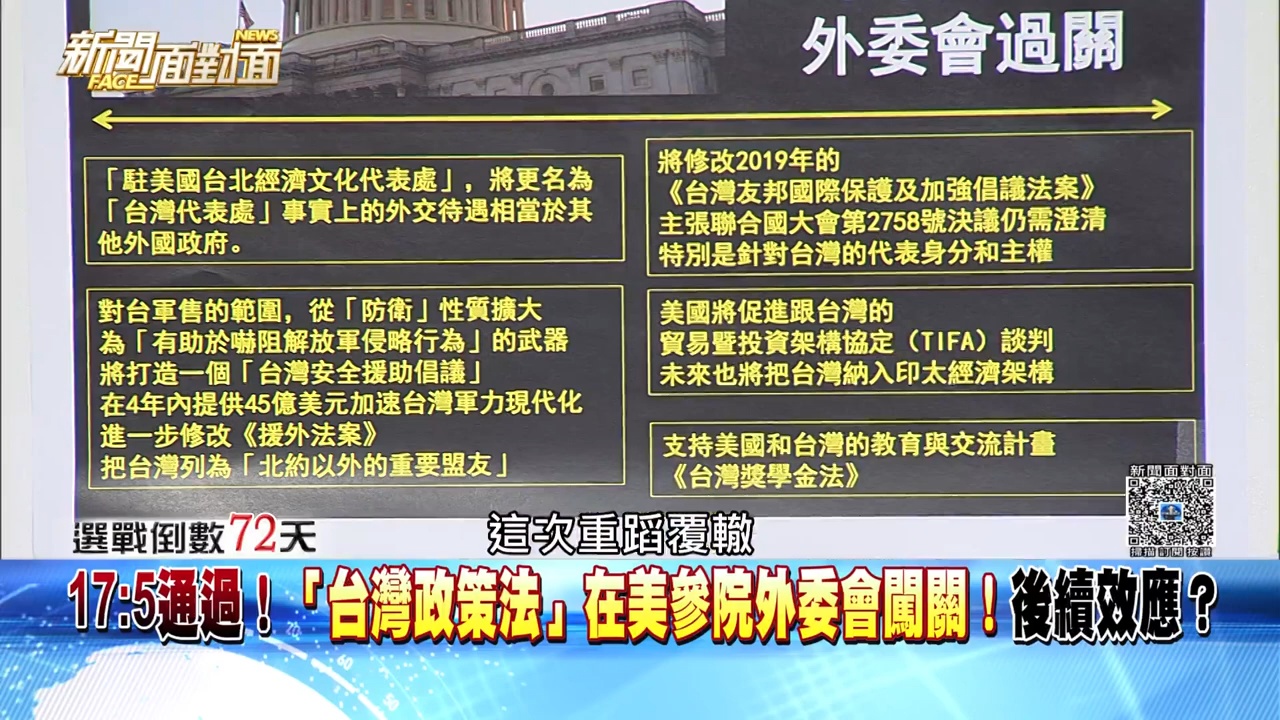 新聞面對面
NEWS
FACE
外委會過關
「駐美國台北經濟文化代表處」，將更名為
「台灣代表處」事實上的外交待遇相當於其
他外國政府。
對台軍售的範圍，從「防衛」性質擴大
為「有助於嚇阻解放軍侵略行為」的武器
將打造一個「台灣安全援助倡議」
在4年內提供45億美元加速台灣軍力現代化
進一步修改《援外法案》
把台灣列為「北約以外的重要盟友」
將修改2019年的
《台灣友邦國際保護及加強倡議法案》
主張聯合國大會第2758號決議仍需澄清
特別是針對台灣的代表身分和主權
美國將促進跟台灣的
貿易暨投資架構協定（TIFA）談判
未來也將把台灣納入印太經濟架構
支持美國和台灣的教育與交流計畫
《台灣獎學金法》
新聞面對面
掃描 訂閱 按讚
選戰倒數72天
這次重蹈覆轍
17:5通過！「台灣政策法」在美參院外委會闖關！後續效應？
20
60
50